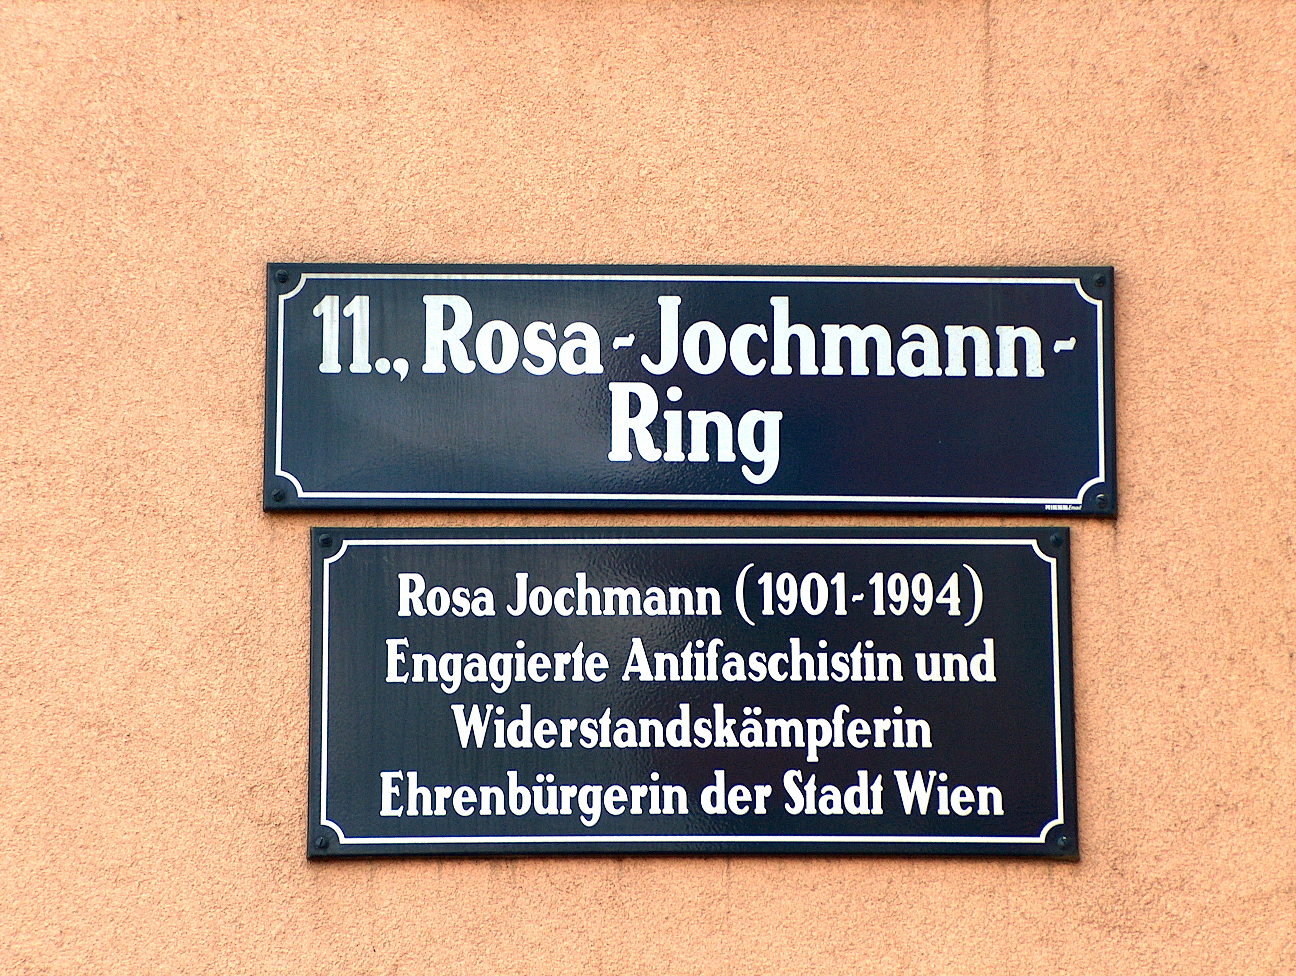 11., Rosa-Jochmann-
Ring
Rosa Jochmann (1901-1994)
Engagierte Antifaschistin und
Widerstandskämpferin
Ehrenbürgerin der Stadt Wien